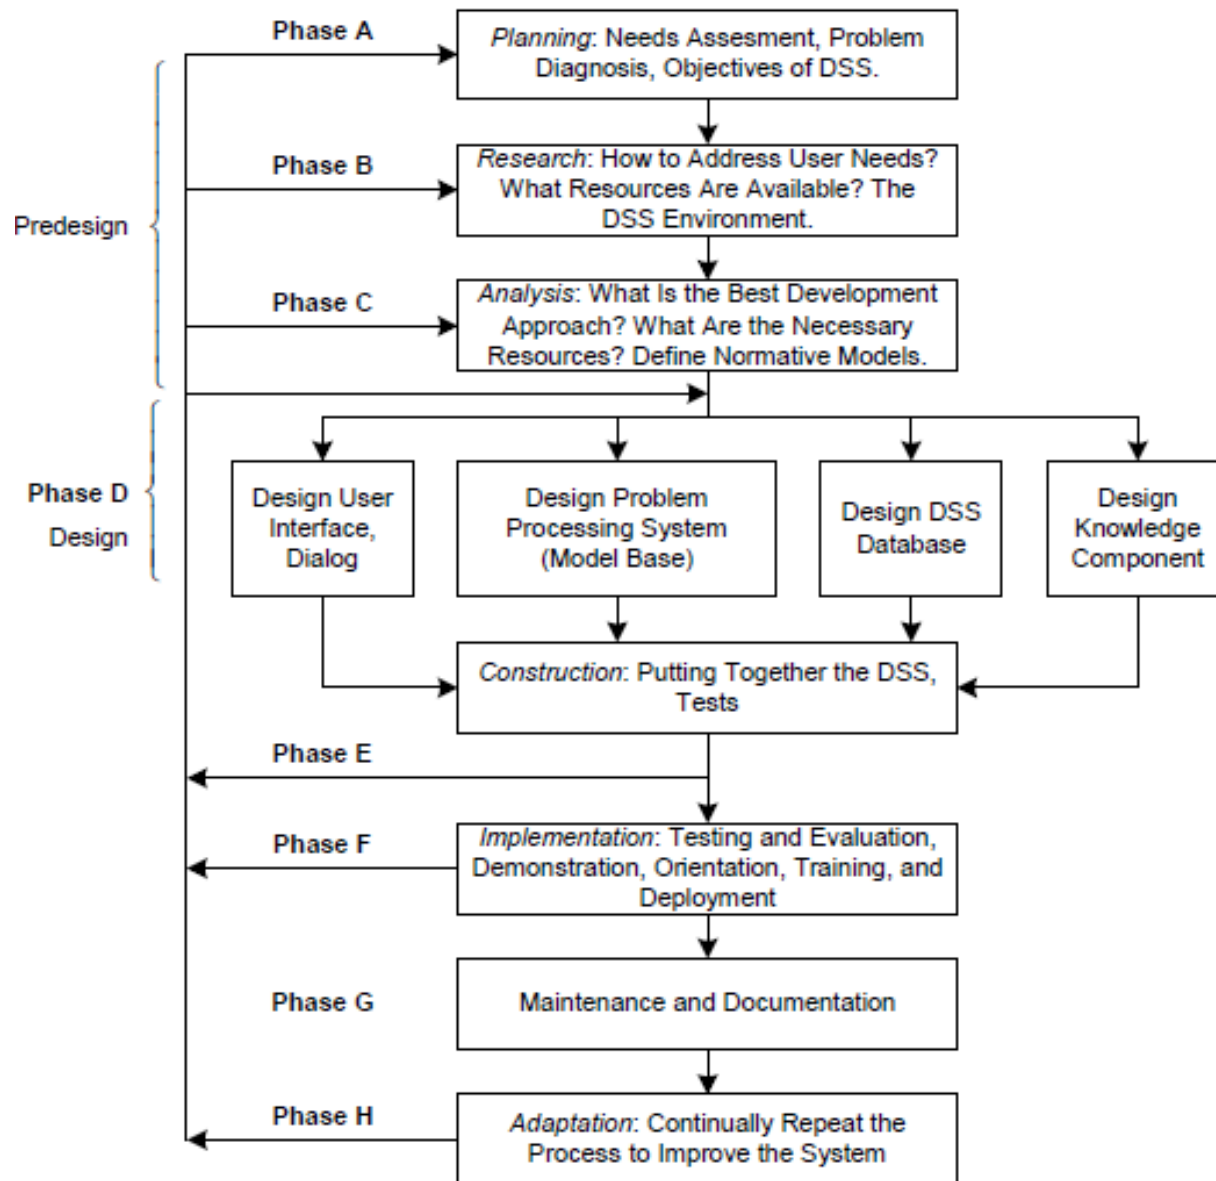 Phase A
Planning: Needs Assesment, Problem
Diagnosis, Objectives of DSS.
Phase B
Research: How to Address User Needs?
What Resources Are Available? The
DSS Environment.
Predesign
Phase C
Analysis: What Is the Best Development
Approach? What Are the Necessary
Resources? Define Normative Models.
Phase D
Design
Design User
Interface,
Dialog
Design Problem
Processing System
(Model Base)
Design DSS
Database
Design
Knowledge
Component
Construction: Putting Together the DSS,
Tests
Phase E
Phase F
Implementation: Testing and Evaluation,
Demonstration, Orientation, Training, and
Deployment
Phase G
Maintenance and Documentation
Phase H
Adaptation: Continually Repeat the
Process to Improve the System